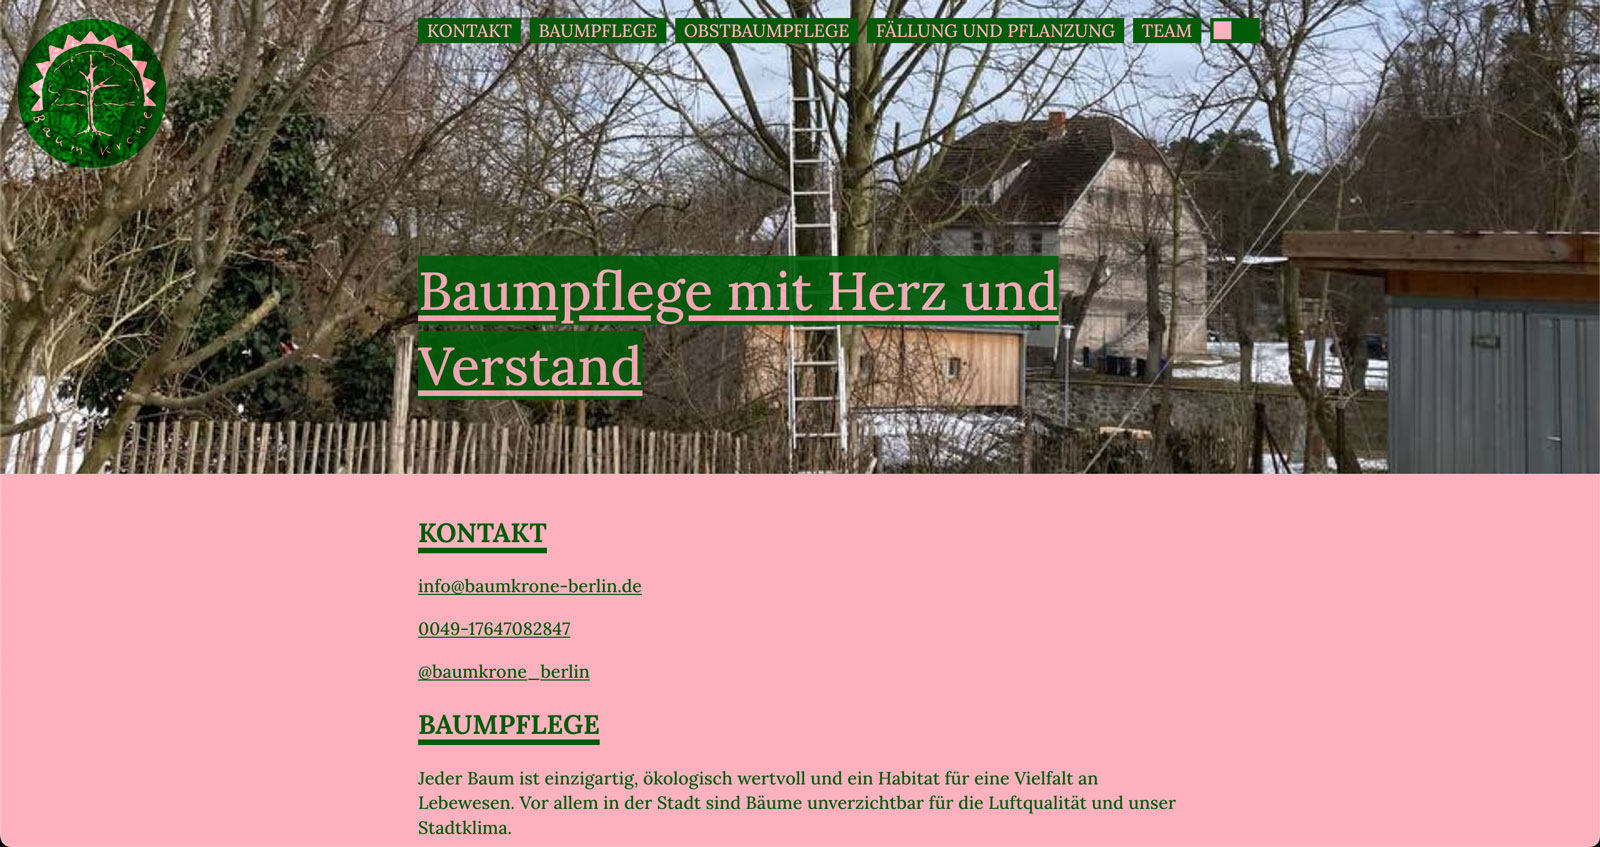 KONTAKT BAUMPFLEGE OBSTBAUMPFLEGE FÄLLUNG UND PFLANZUNG TEAM
Baum Krone
Baumpflege mit Herz und
Verstand
KONTAKT
info@baumkrone-berlin.de
0049-17647082847
@baumkrone_berlin
BAUMPFLEGE
Jeder Baum ist einzigartig, ökologisch wertvoll und ein Habitat für eine Vielfalt an
Lebewesen. Vor allem in der Stadt sind Bäume unverzichtbar für die Luftqualität und unser
Stadtklima.